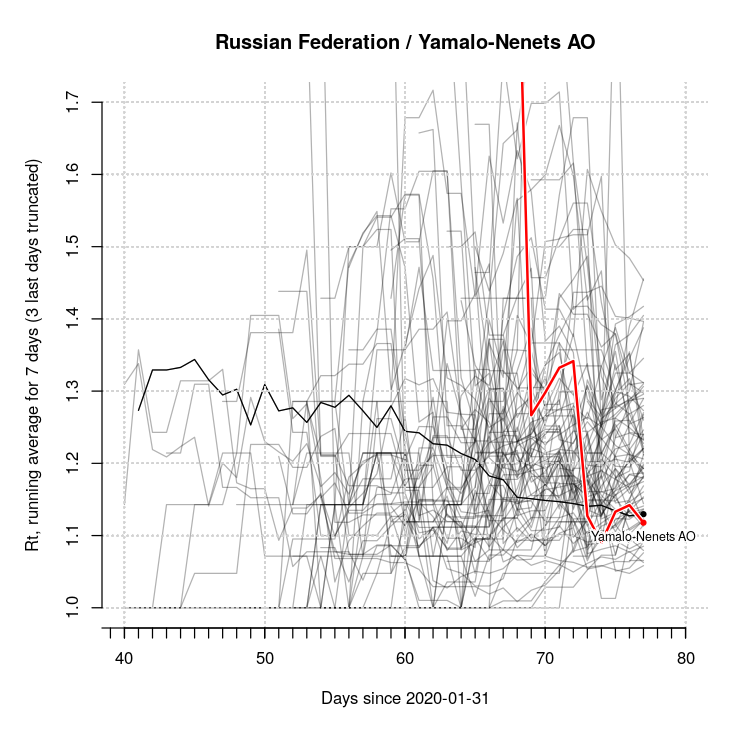 Russian Federation / Yamalo-Nenets AO
Rt, running average for 7 days (3 last days truncated)
1.7
1.6
1.5
1.4
1.3
1.2
1.1
1.0
Yamalo-Nenets AO
40 50 60 70 80
Days since 2020-01-31